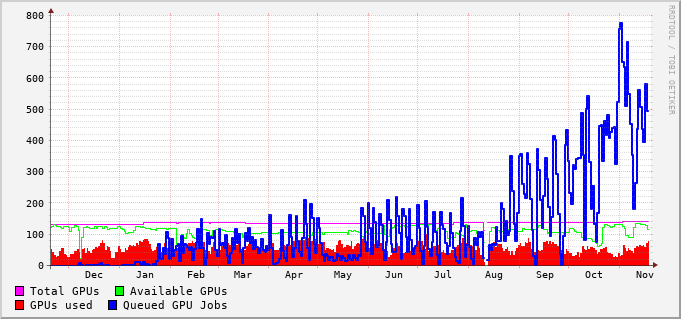 800
700
600
500
400
300
200
100
0
Dec Jan Feb Mar Apr May Jun Jul Aug Sep Oct Nov
Total GPUs Available GPUs
GPUs used Queued GPU Jobs
RRDTOOL / TOBI OETIKER